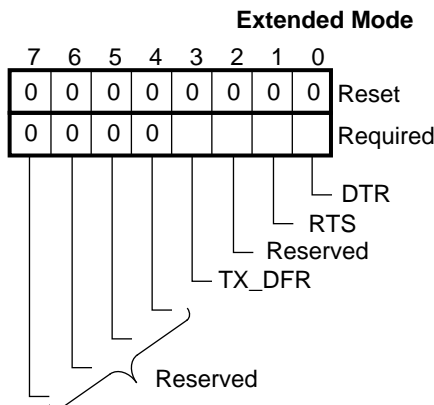 Extended Mode
7 6 5 4 3 2 1 0
0 0 0 0 0 0 0 0 Reset
0 0 0 0 Required
DTR
RTS
Reserved
TX_DFR
Reserved